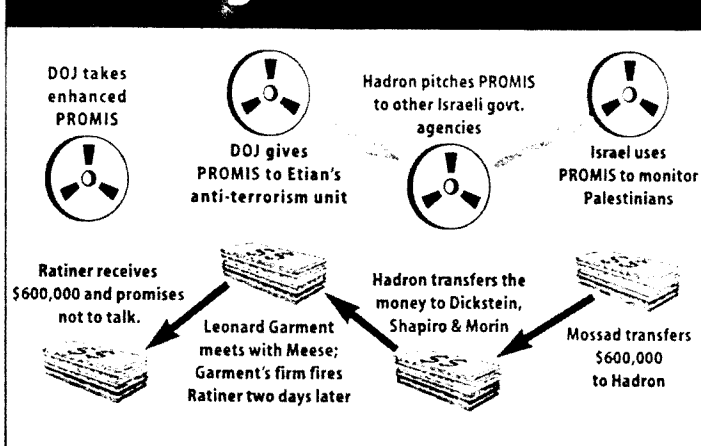 DOJ takes
enhanced
PROMIS
DOJ gives
PROMIS to Etian's
anti-terrorism unit
Hadron pitches PROMIS
to other Israeli govt.
agencies
Israel uses
PROMIS to monitor
Palestinians
Ratiner receives
$600,000 and promises
not to talk.
Leonard Garment
meets with Meese;
Garment's firm fires
Ratiner two days later
Hadron transfers the
money to Dickstein,
Shapiro & Morin
Mossad transfers
$600,000
to Hadron
$$
$$